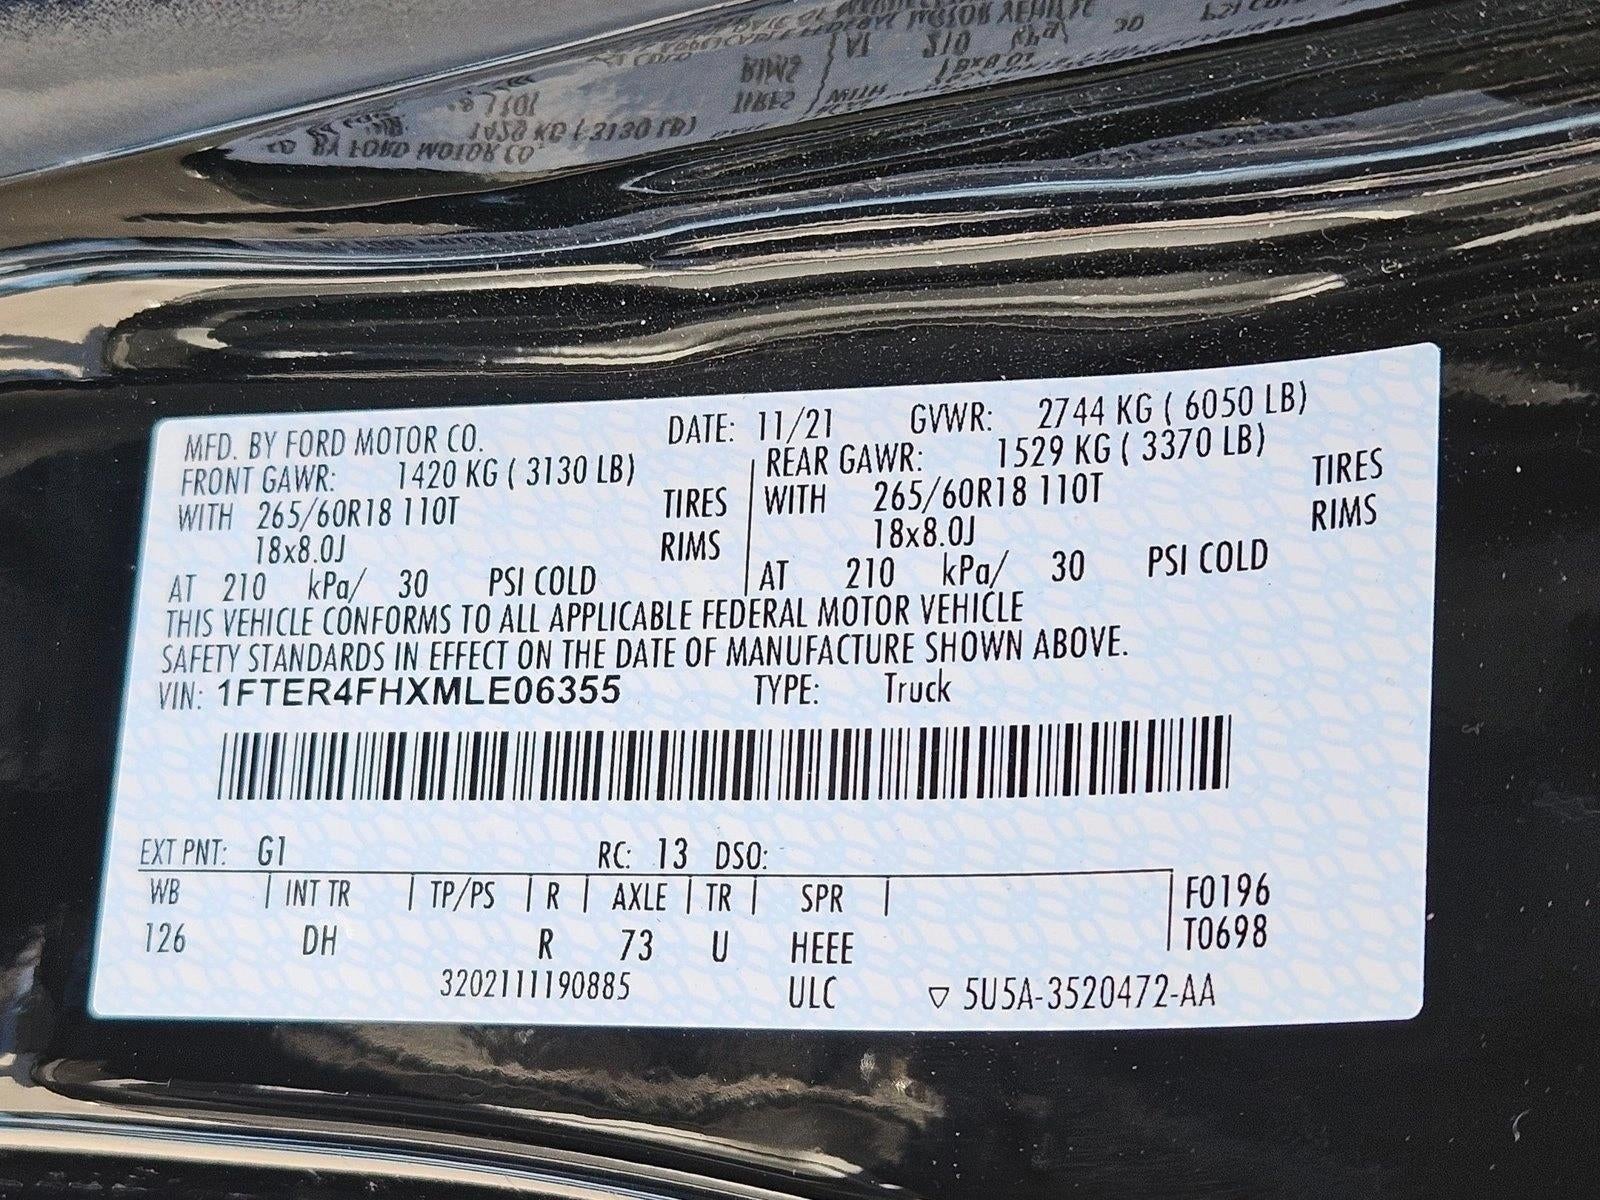 MFD. BY FORD MOTOR CO. DATE: 11/21 GVWR: 2744 KG ( 6050 LB)
FRONT GAWR: 1420 KG ( 3130 LB) REAR GAWR: 1529 KG ( 3370 LB)
WITH 265/60R18 110T TIRES WITH 265/60R18 110T TIRES
18x8.0J RIMS 18x8.0J RIMS
AT 210 kPa/ 30 PSI COLD AT 210 kPa/ 30 PSI COLD
THIS VEHICLE CONFORMS TO ALL APPLICABLE FEDERAL MOTOR VEHICLE
SAFETY STANDARDS IN EFFECT ON THE DATE OF MANUFACTURE SHOWN ABOVE.
VIN: 1FTER4FHXMLE06355 TYPE: Truck
EXT PNT: G1 RC: 13 DSO:
WB INT TR TP/PS R AXLE TR SPR F0196
126 DH R 73 U HEEE T0698
3202111190885 ULC ▽ 5U5A-3520472-AA